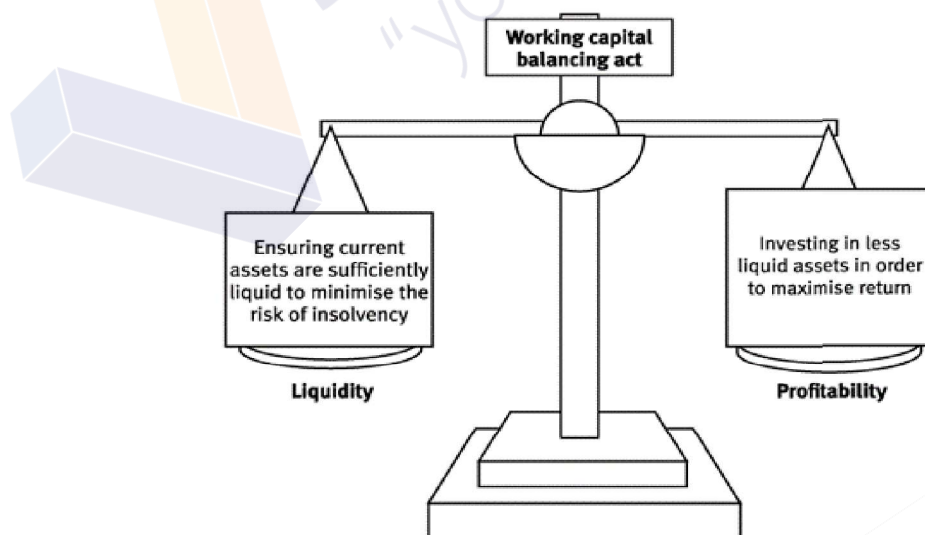 "yo
Working capital
balancing act
Ensuring current
assets are sufficiently
liquid to minimise the
risk of insolvency
Liquidity
Investing in less
liquid assets in order
to maximise return
Profitability